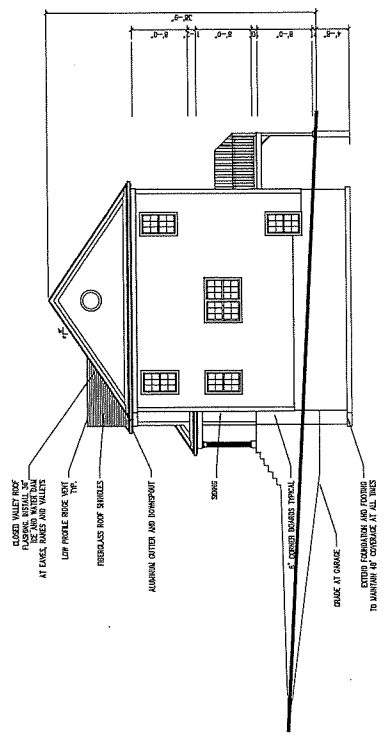 CLOSED VALLEY ROOF
FLASHING INSTALL 36"
ICE AND WATER DAM
AT EAVES, RAKES AND VALLEYS
LOW PROFILE RIDGE VENT
TYP.
FIBERGLASS ROOF SHINGLES
ALUMINUM GUTTER AND DOWNSPOUT
SIDING
6" CORNER BOARDS TYPICAL
GRADE AT GARAGE
EXTEND FOUNDATION AND FOOTING
TO MAINTAIN 48" COVERAGE AT ALL TIMES
8'-0"
8'-0"
8'-0"
4'-8"